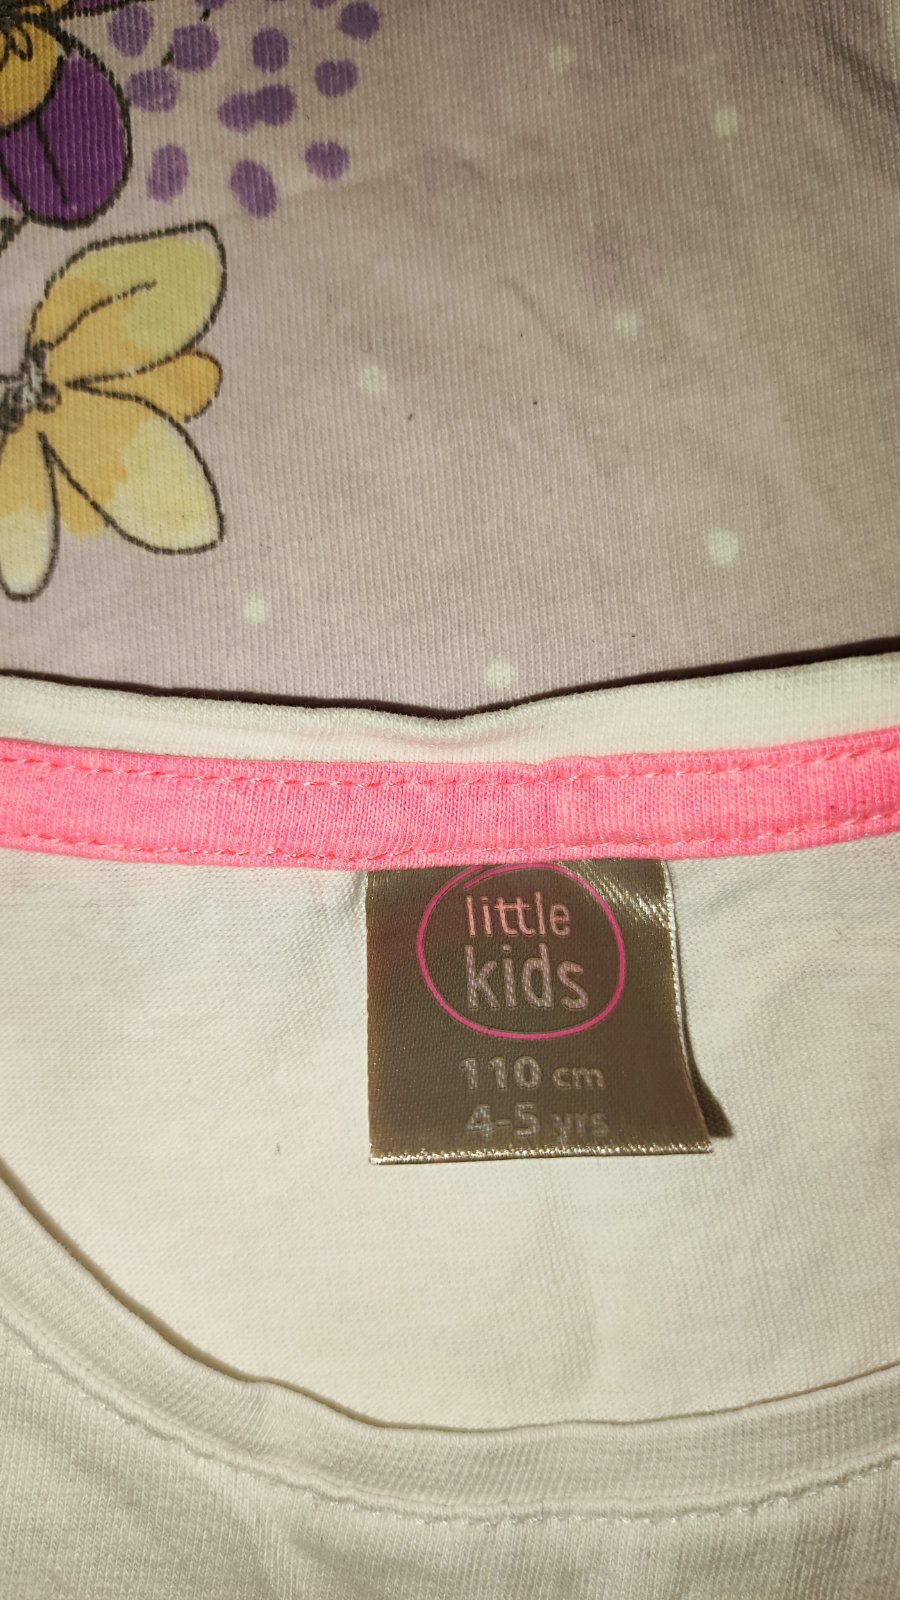 little
kids
110 cm
4-5 yrs